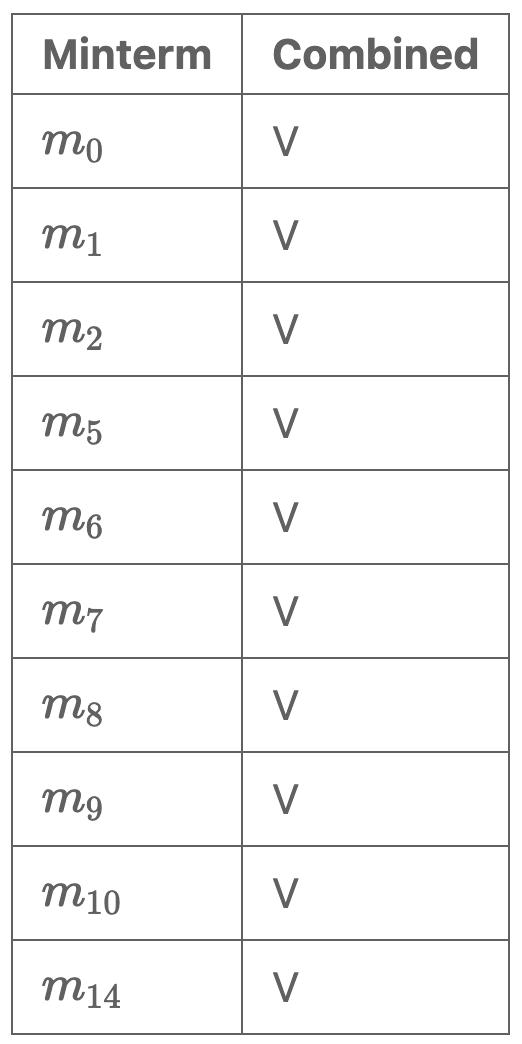 Minterm Combined
m₀ V
m₁ V
m₂ V
m₅ V
m₆ V
m₇ V
m₈ V
m₉ V
m₁₀ V
m₁₄ V